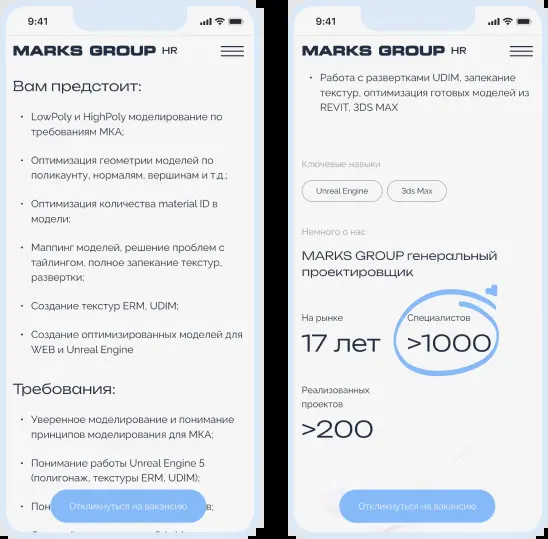 9:41
MARKS GROUP HR
Вам предстоит:
• LowPoly и HighPoly моделирование по
требованиям МКА;
• Оптимизация геометрии моделей по
поликаунту, нормалям, вершинам и т.д.;
• Оптимизация количества material ID в
модели;
• Маппинг моделей, решение проблем с
тайлингом, полное запекание текстур,
развертки;
• Создание текстур ERM, UDIM;
• Создание оптимизированных моделей для
WEB и Unreal Engine
Требования:
• Уверенное моделирование и понимание
принципов моделирования для МКА;
• Понимание работы Unreal Engine 5
(полигонаж, текстуры ERM, UDIM);
Откликнуться на вакансию
9:41
MARKS GROUP HR
• Работа с развертками UDIM, запекание
текстур, оптимизация готовых моделей из
REVIT, 3DS MAX
Ключевые навыки
Unreal Engine 3ds Max
Немного о нас
MARKS GROUP генеральный
проектировщик
На рынке Специалистов
17 лет >1000
Реализованных
проектов
>200
Откликнуться на вакансию